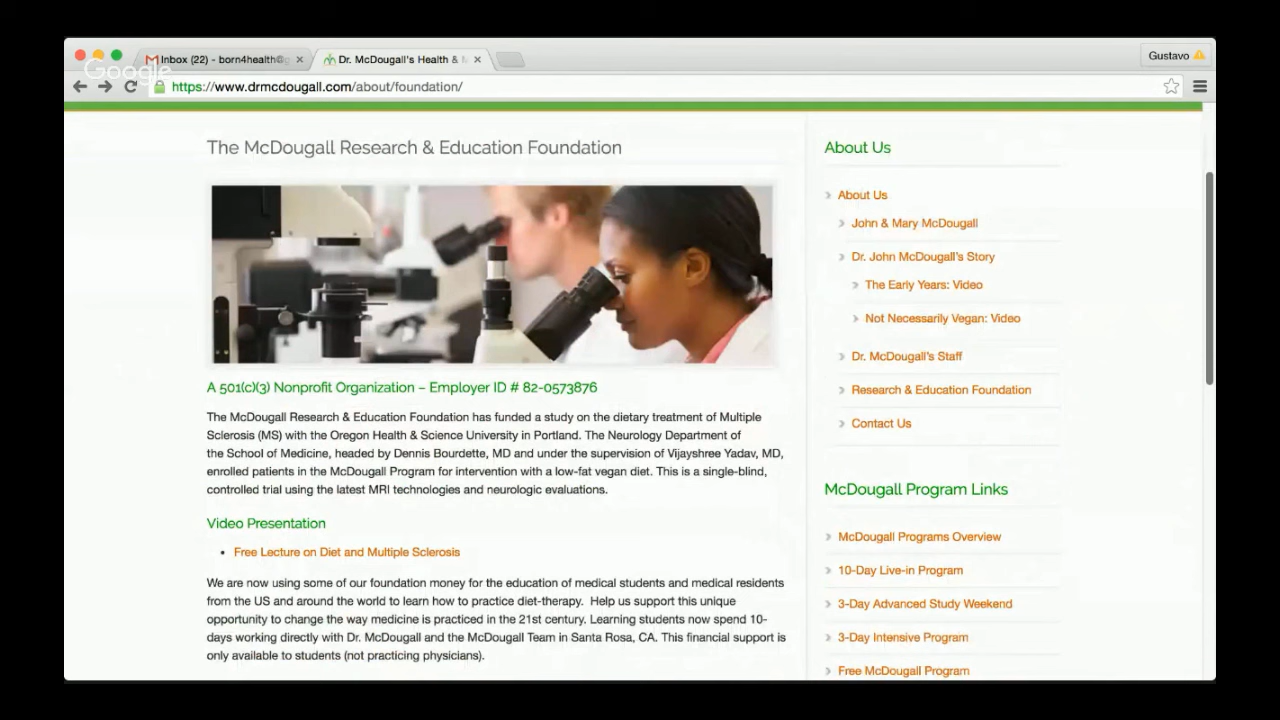 Inbox (22) - born4health@g
Dr. McDougall's Health &
Gustavo
Google
https://www.drmcdougall.com/about/foundation/
The McDougall Research & Education Foundation
A 501(c)(3) Nonprofit Organization – Employer ID # 82-0573876
The McDougall Research & Education Foundation has funded a study on the dietary treatment of Multiple
Sclerosis (MS) with the Oregon Health & Science University in Portland. The Neurology Department of
the School of Medicine, headed by Dennis Bourdette, MD and under the supervision of Vijayshree Yadav, MD,
enrolled patients in the McDougall Program for intervention with a low-fat vegan diet. This is a single-blind,
controlled trial using the latest MRI technologies and neurologic evaluations.
Video Presentation
• Free Lecture on Diet and Multiple Sclerosis
We are now using some of our foundation money for the education of medical students and medical residents
from the US and around the world to learn how to practice diet-therapy. Help us support this unique
opportunity to change the way medicine is practiced in the 21st century. Learning students now spend 10-
days working directly with Dr. McDougall and the McDougall Team in Santa Rosa, CA. This financial support is
only available to students (not practicing physicians).
About Us
About Us
John & Mary McDougall
Dr. John McDougall's Story
The Early Years: Video
Not Necessarily Vegan: Video
Dr. McDougall's Staff
Research & Education Foundation
Contact Us
McDougall Program Links
McDougall Programs Overview
10-Day Live-in Program
3-Day Advanced Study Weekend
3-Day Intensive Program
Free McDougall Program